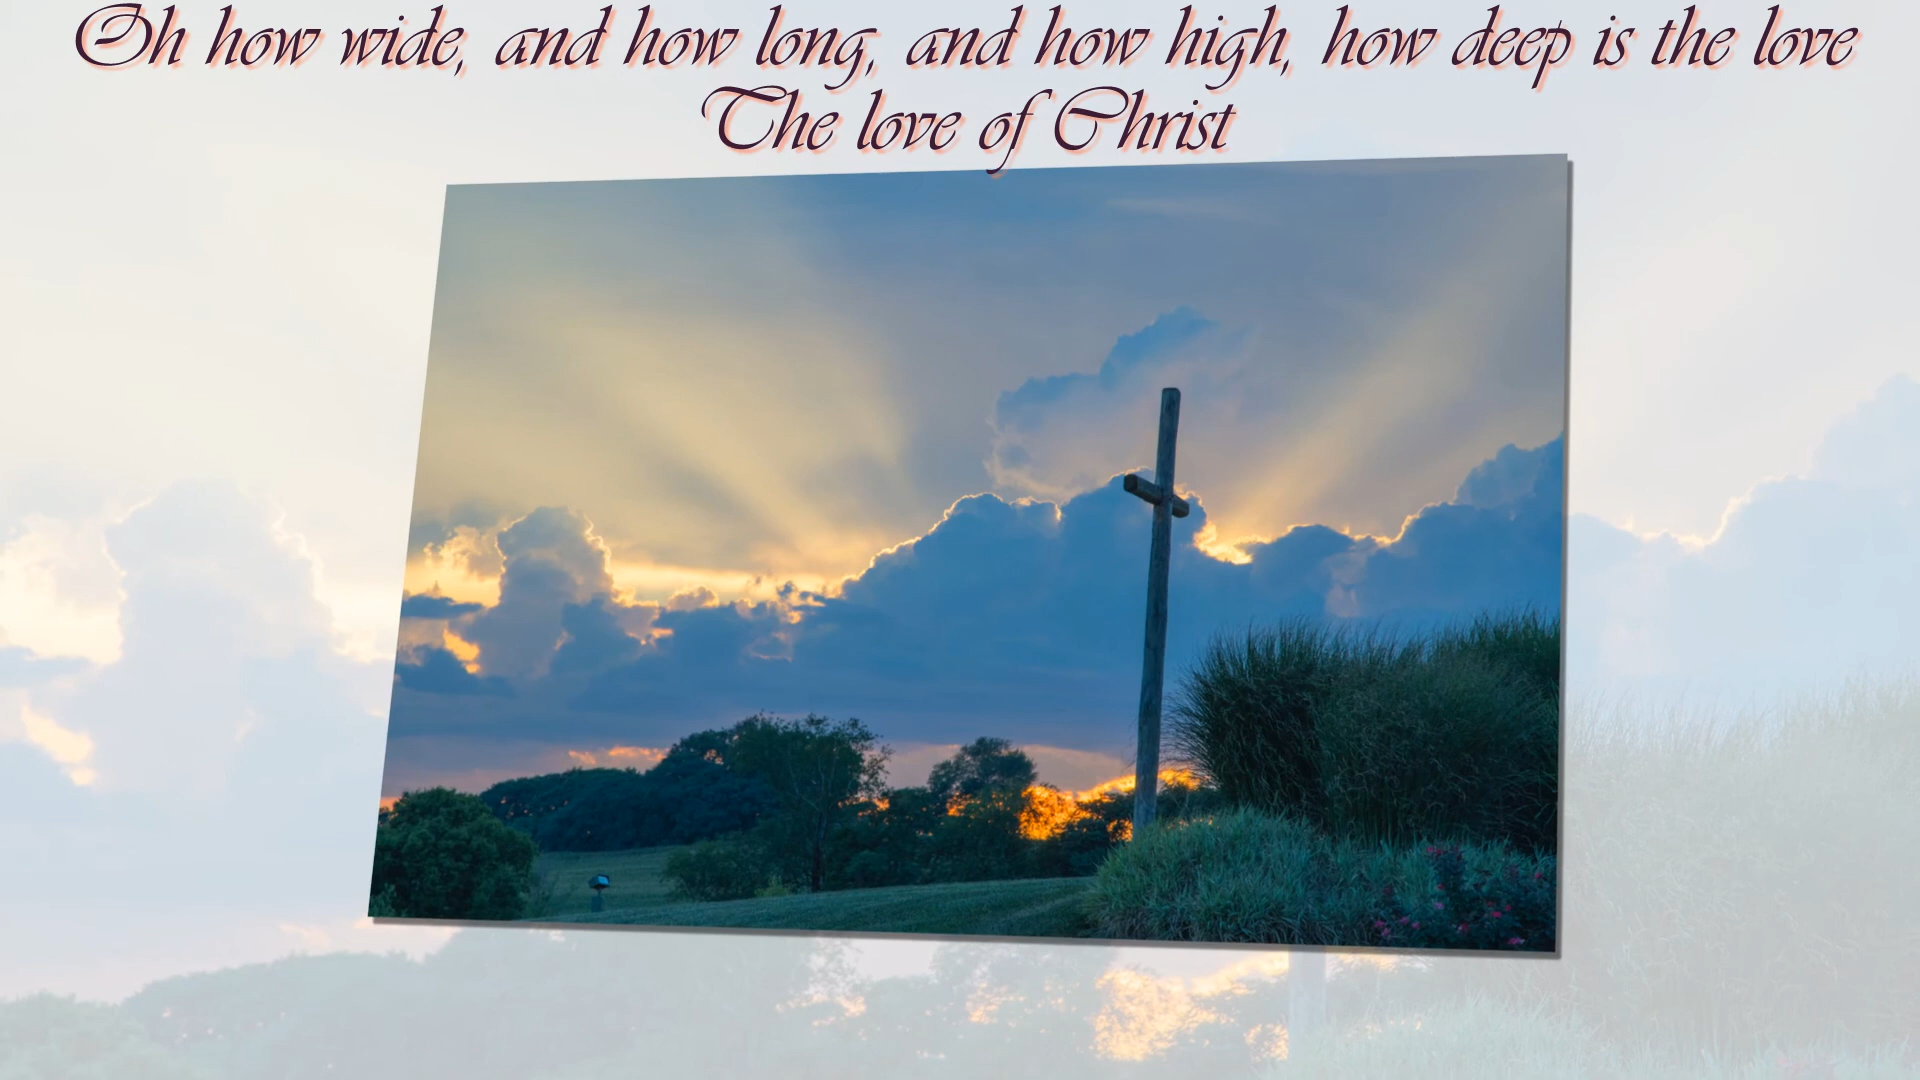 Oh how wide, and how long, and how high, how deep is the love
The love of Christ